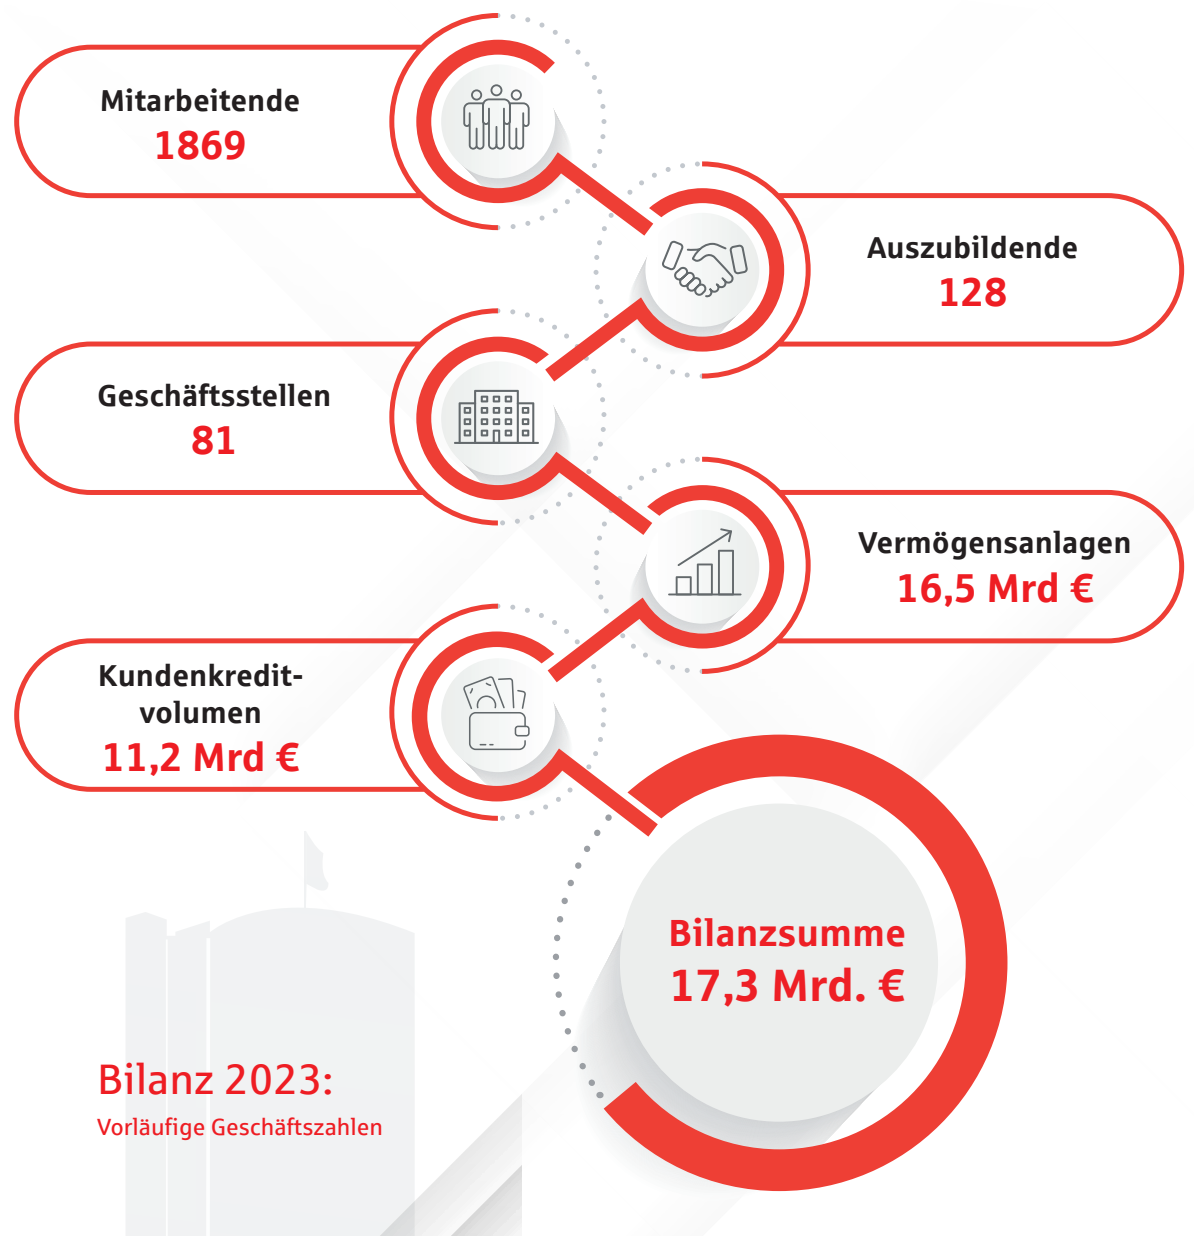 Mitarbeitende
1869
Auszubildende
128
Geschäftsstellen
81
Vermögensanlagen
16,5 Mrd €
Kundenkredit-
volumen
11,2 Mrd €
Bilanzsumme
17,3 Mrd. €
Bilanz 2023:
Vorläufige Geschäftszahlen